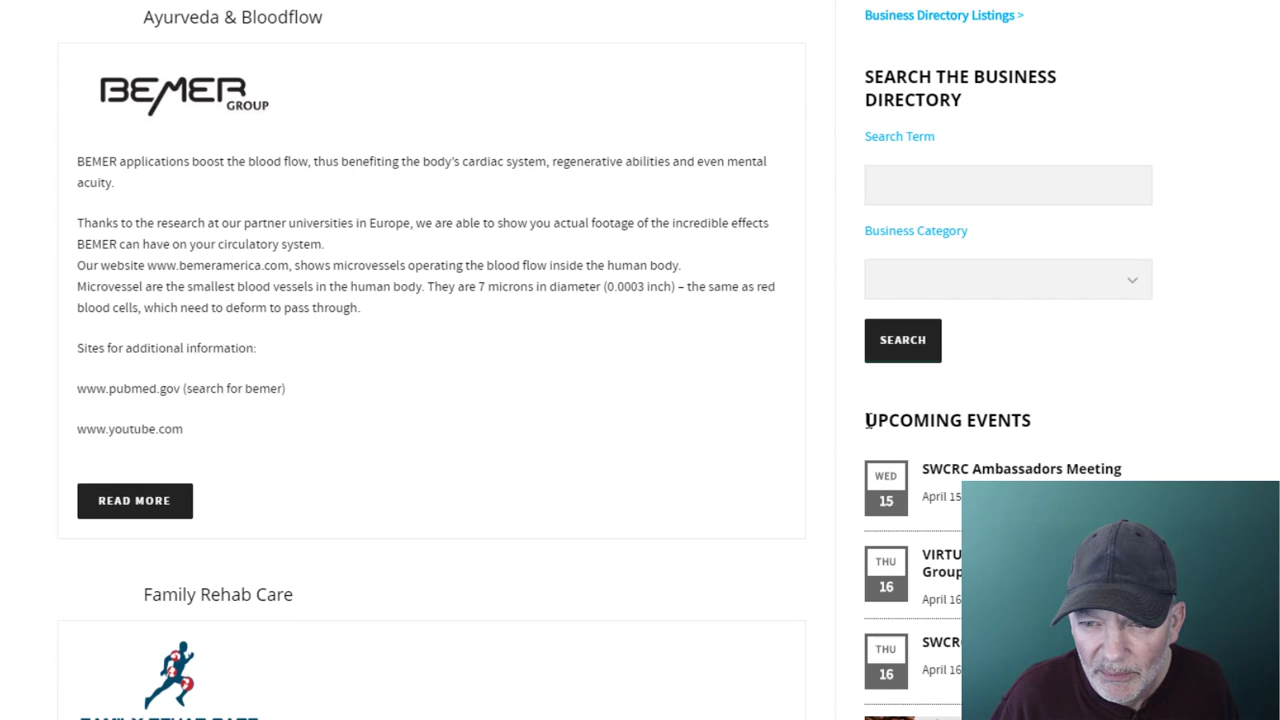 Ayurveda & Bloodflow
BEMER
GROUP
BEMER applications boost the blood flow, thus benefiting the body's cardiac system, regenerative abilities and even mental
acuity.
Thanks to the research at our partner universities in Europe, we are able to show you actual footage of the incredible effects
BEMER can have on your circulatory system.
Our website www.bemeramerica.com, shows microvessels operating the blood flow inside the human body.
Microvessel are the smallest blood vessels in the human body. They are 7 microns in diameter (0.0003 inch) – the same as red
blood cells, which need to deform to pass through.
Sites for additional information:
www.pubmed.gov (search for bemer)
www.youtube.com
READ MORE
Family Rehab Care
FAMILY REHAB CARE
Business Directory Listings >
SEARCH THE BUSINESS
DIRECTORY
Search Term
Business Category
SEARCH
UPCOMING EVENTS
WED
15
SWCRC Ambassadors Meeting
April 15
THU
16
VIRTU
Group
April 16
THU
16
SWCR
April 16